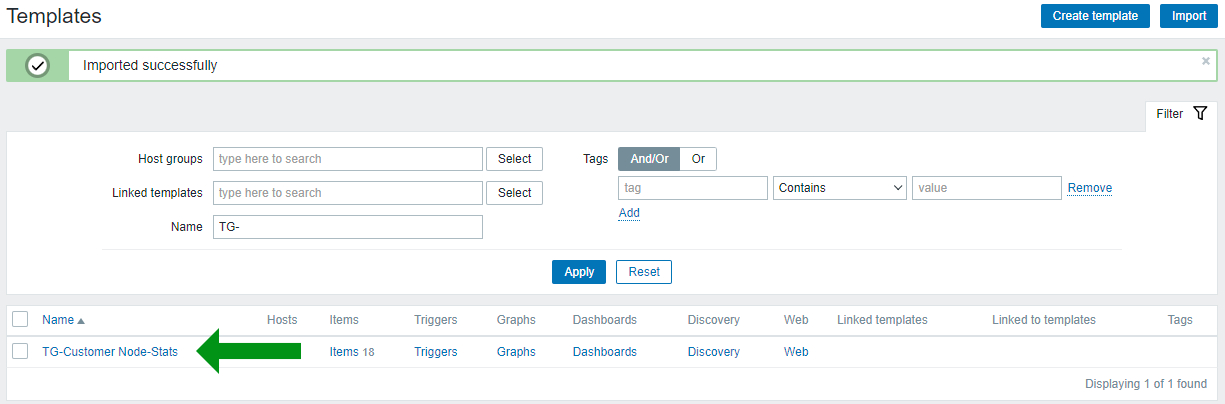 Templates Create template Import
Imported successfully
Filter
Host groups type here to search Select Tags And/Or Or
Linked templates type here to search Select tag Contains value Remove
Add
Name TG-
Apply Reset
Name Hosts Items Triggers Graphs Dashboards Discovery Web Linked templates Linked to templates Tags
TG-Customer Node-Stats Items 18 Triggers Graphs Dashboards Discovery Web
Displaying 1 of 1 found